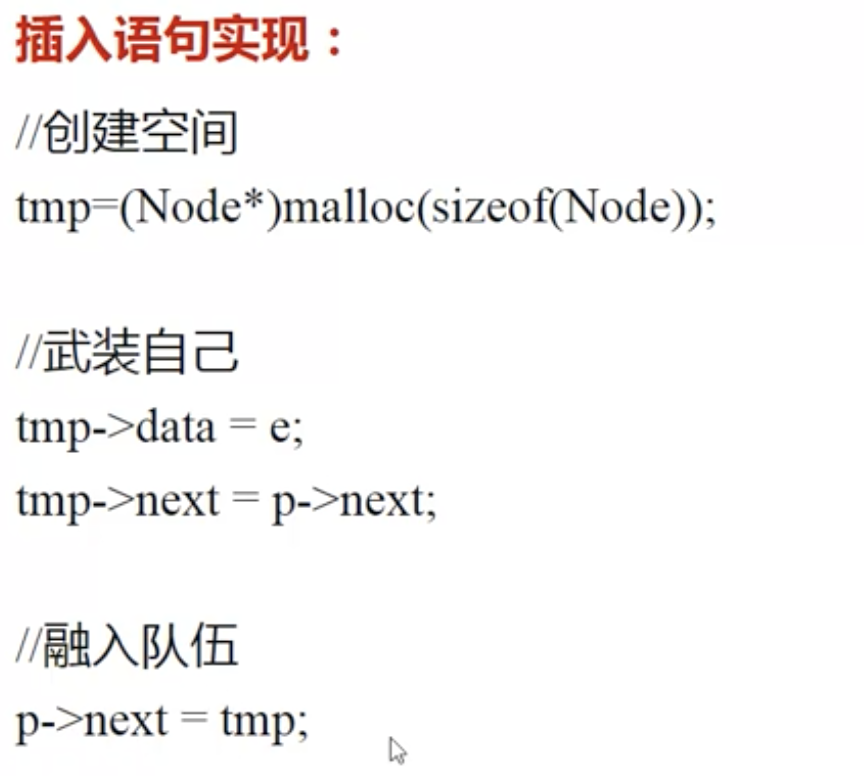 插入语句实现：
//创建空间
tmp=(Node*)malloc(sizeof(Node));
//武装自己
tmp->data = e;
tmp->next = p->next;
//融入队伍
p->next = tmp;